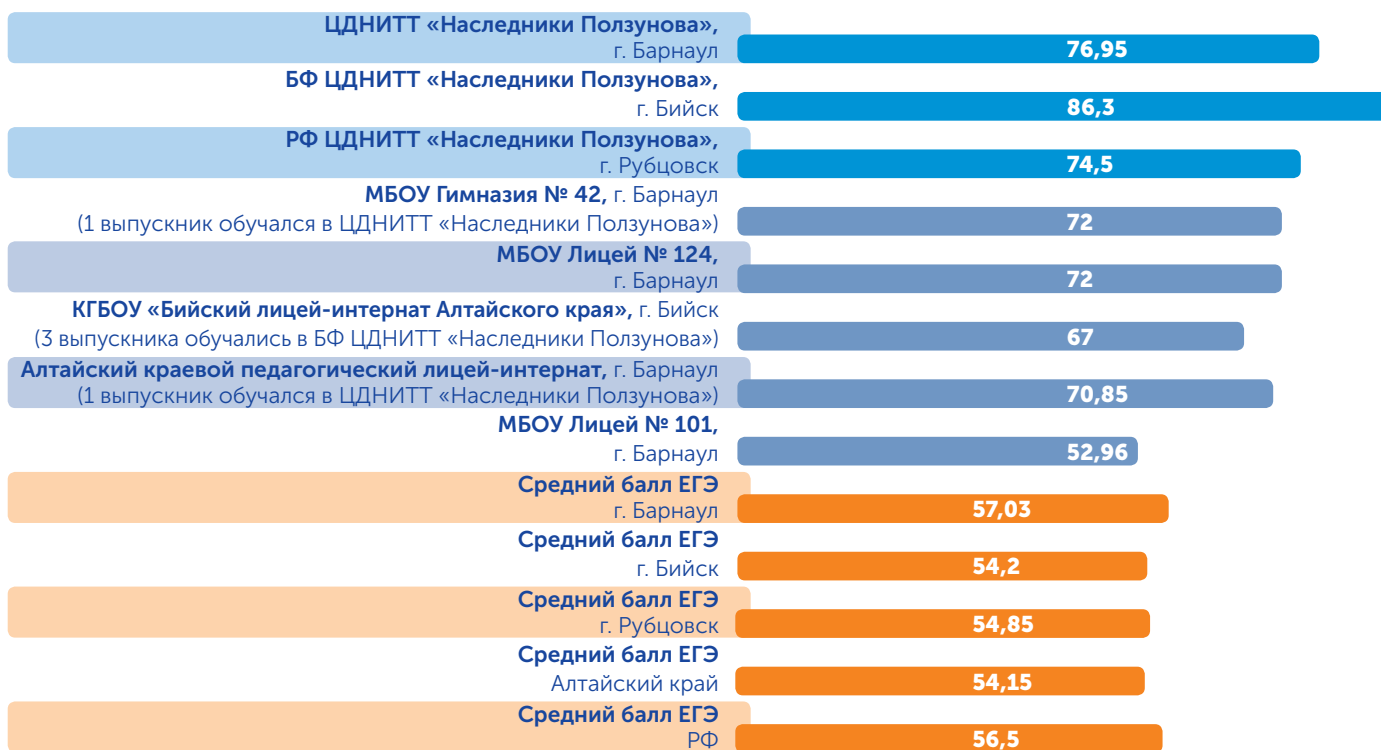 ЦДНИТТ «Наследники Ползунова»,
г. Барнаул 76,95
БФ ЦДНИТТ «Наследники Ползунова»,
г. Бийск 86,3
РФ ЦДНИТТ «Наследники Ползунова»,
г. Рубцовск 74,5
МБОУ Гимназия № 42, г. Барнаул
(1 выпускник обучался в ЦДНИТТ «Наследники Ползунова») 72
МБОУ Лицей № 124,
г. Барнаул 72
КГБОУ «Бийский лицей-интернат Алтайского края», г. Бийск
(3 выпускника обучались в БФ ЦДНИТТ «Наследники Ползунова») 67
Алтайский краевой педагогический лицей-интернат, г. Барнаул
(1 выпускник обучался в ЦДНИТТ «Наследники Ползунова») 70,85
МБОУ Лицей № 101,
г. Барнаул 52,96
Средний балл ЕГЭ
г. Барнаул 57,03
Средний балл ЕГЭ
г. Бийск 54,2
Средний балл ЕГЭ
г. Рубцовск 54,85
Средний балл ЕГЭ
Алтайский край 54,15
Средний балл ЕГЭ
РФ 56,5